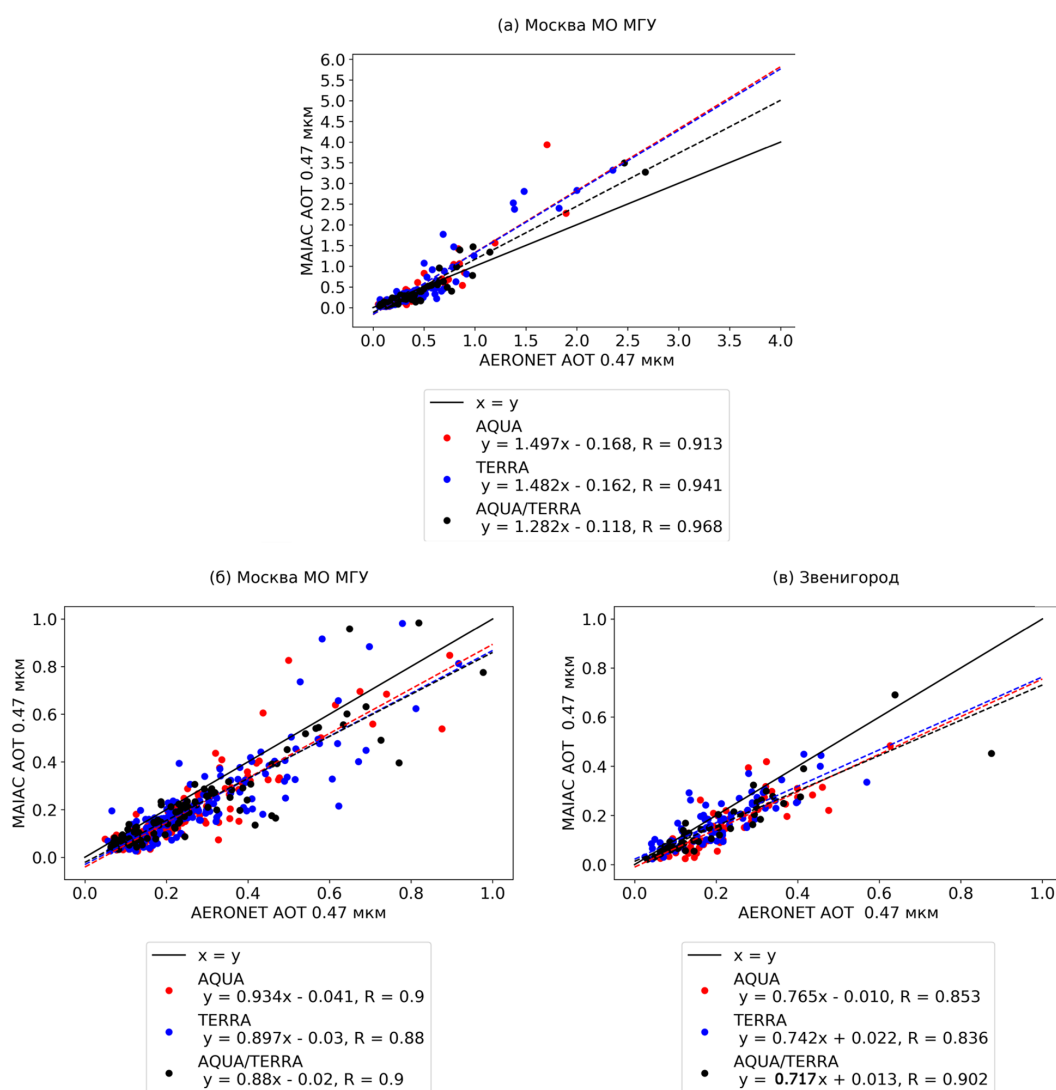 (а) Москва МО МГУ
6.0
5.5
5.0
4.5
4.0
3.5
3.0
2.5
2.0
1.5
1.0
0.5
0.0
MAIAC AOT 0.47 мкм
0.0 0.5 1.0 1.5 2.0 2.5 3.0 3.5 4.0
AERONET AOT 0.47 мкм
x = y
AQUA
y = 1.497x - 0.168, R = 0.913
TERRA
y = 1.482x - 0.162, R = 0.941
AQUA/TERRA
y = 1.282x - 0.118, R = 0.968
(б) Москва МО МГУ
1.0
0.8
0.6
0.4
0.2
0.0
MAIAC AOT 0.47 мкм
0.0 0.2 0.4 0.6 0.8 1.0
AERONET AOT 0.47 мкм
x = y
AQUA
y = 0.934x - 0.041, R = 0.9
TERRA
y = 0.897x - 0.03, R = 0.88
AQUA/TERRA
y = 0.88x - 0.02, R = 0.9
(в) Звенигород
1.0
0.8
0.6
0.4
0.2
0.0
MAIAC AOT 0.47 мкм
0.0 0.2 0.4 0.6 0.8 1.0
AERONET AOT 0.47 мкм
x = y
AQUA
y = 0.765x - 0.010, R = 0.853
TERRA
y = 0.742x + 0.022, R = 0.836
AQUA/TERRA
y = 0.717x + 0.013, R = 0.902